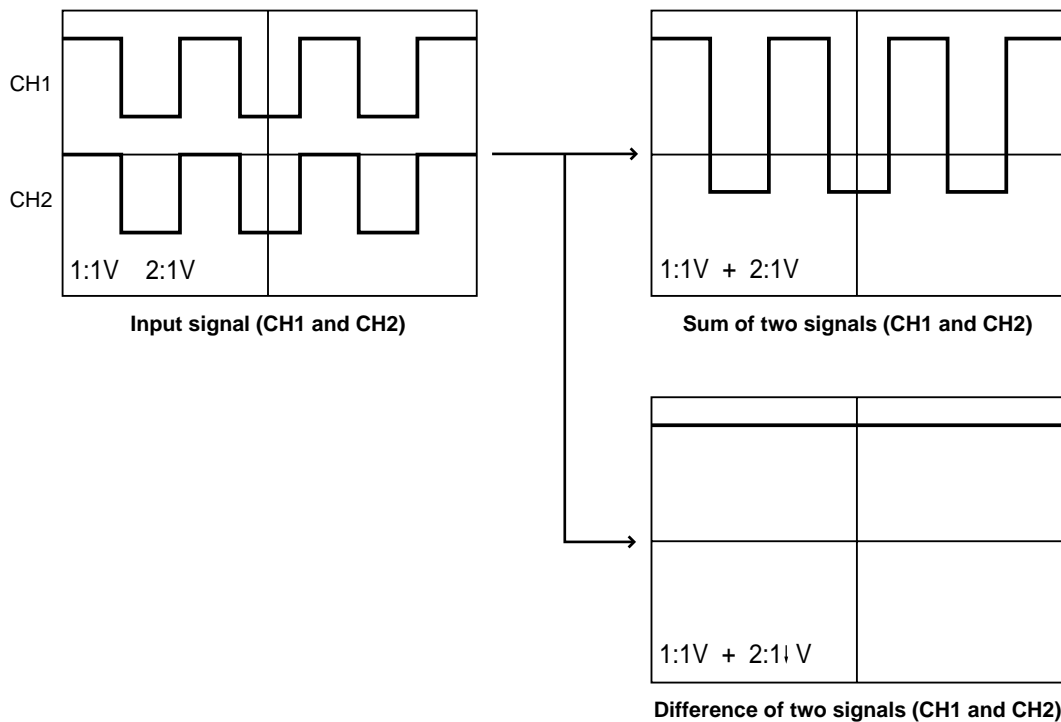 CH1
CH2
1:1V 2:1V
Input signal (CH1 and CH2)
1:1V + 2:1V
Sum of two signals (CH1 and CH2)
1:1V + 2:1↓ V
Difference of two signals (CH1 and CH2)